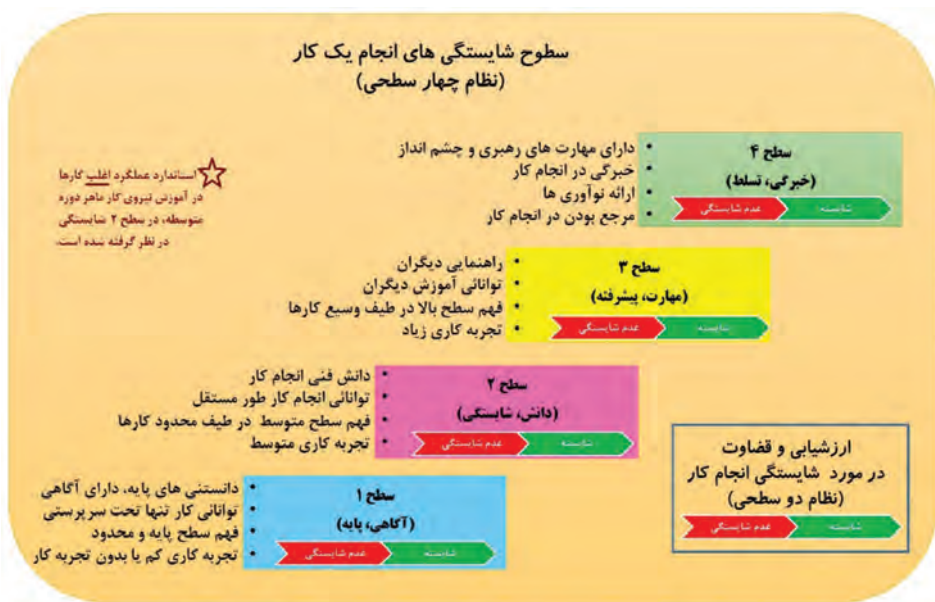 سطوح شایستگی های انجام یک کار
(نظام چهار سطحی)
استاندارد عملکرد اغلب کارها
در آموزش نیروی کار ماهر دوره
متوسطه، در سطح ۲ شایستگی
در نظر گرفته شده است.
سطح ۴
(خبرگی، تسلط)
عدم شایستگی
شایسته
• دارای مهارت های رهبری و چشم انداز
• خبرگی در انجام کار
• ارائه نوآوری ها
• مرجع بودن در انجام کار
سطح ۳
(مهارت، پیشرفته)
عدم شایستگی
شایسته
• راهنمایی دیگران
• توانائی آموزش دیگران
• فهم سطح بالا در طیف وسیع کارها
• تجربه کاری زیاد
سطح ۲
(دانش، شایستگی)
عدم شایستگی
شایسته
• دانش فنی انجام کار
• توانائی انجام کار طور مستقل
• فهم سطح متوسط در طیف محدود کارها
• تجربه کاری متوسط
سطح ۱
(آگاهی، پایه)
عدم شایستگی
شایسته
• دانستنی های پایه، دارای آگاهی
• توانائی کار تنها تحت سرپرستی
• فهم سطح پایه و محدود
• تجربه کاری کم یا بدون تجربه کار
ارزشیابی و قضاوت
در مورد شایستگی انجام کار
(نظام دو سطحی)
عدم شایستگی
شایسته